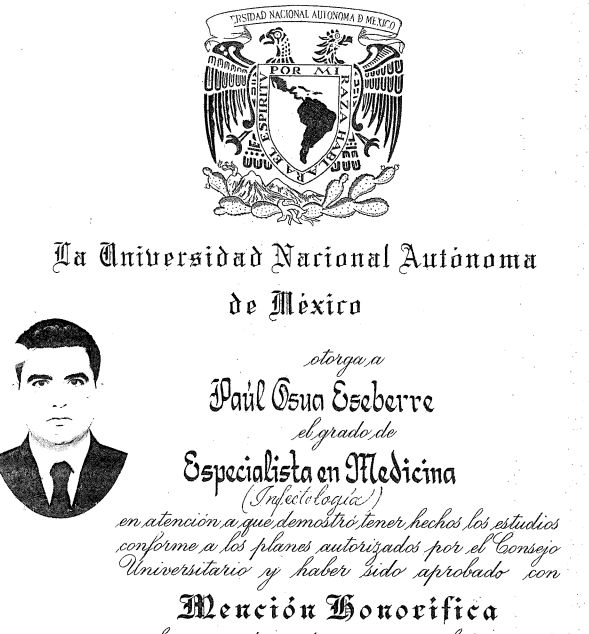 UNIVERSIDAD NACIONAL AUTONOMA D MEXICO
POR MI RAZA HABLARA EL ESPIRITU
La Universidad Nacional Autónoma
de México
otorga a
Paúl Osua Eseberre
el grado de
Especialista en Medicina
(Infectología)
en atención a que demostró tener hechos los estudios
conforme a los planes autorizados por el Consejo
Universitario y haber sido aprobado con
Mención Honorífica